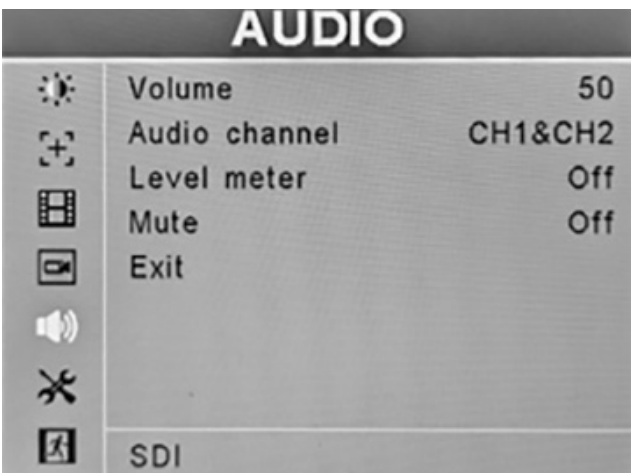 AUDIO
Volume 50
Audio channel CH1&CH2
Level meter Off
Mute Off
Exit
SDI